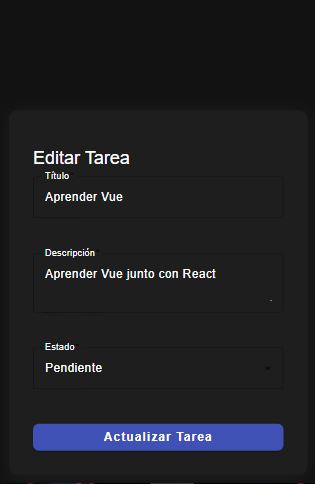 Editar Tarea
Título
Aprender Vue
Descripción
Aprender Vue junto con React
Estado
Pendiente
Actualizar Tarea